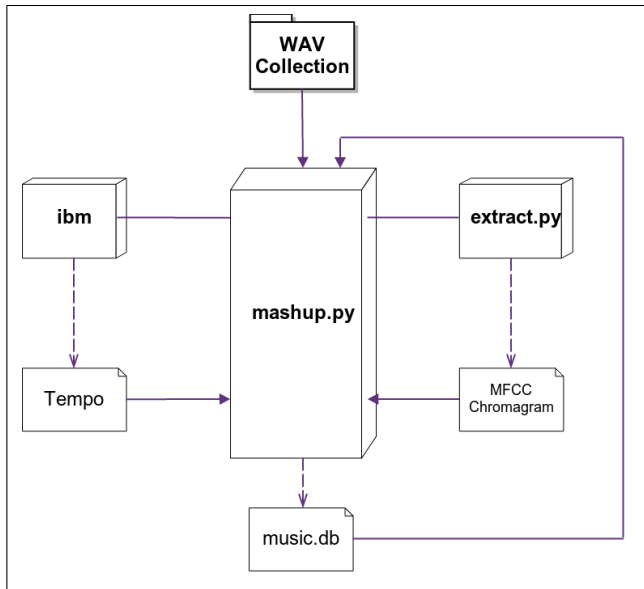 WAV
Collection
ibm
extract.py
mashup.py
Tempo
MFCC
Chromagram
music.db